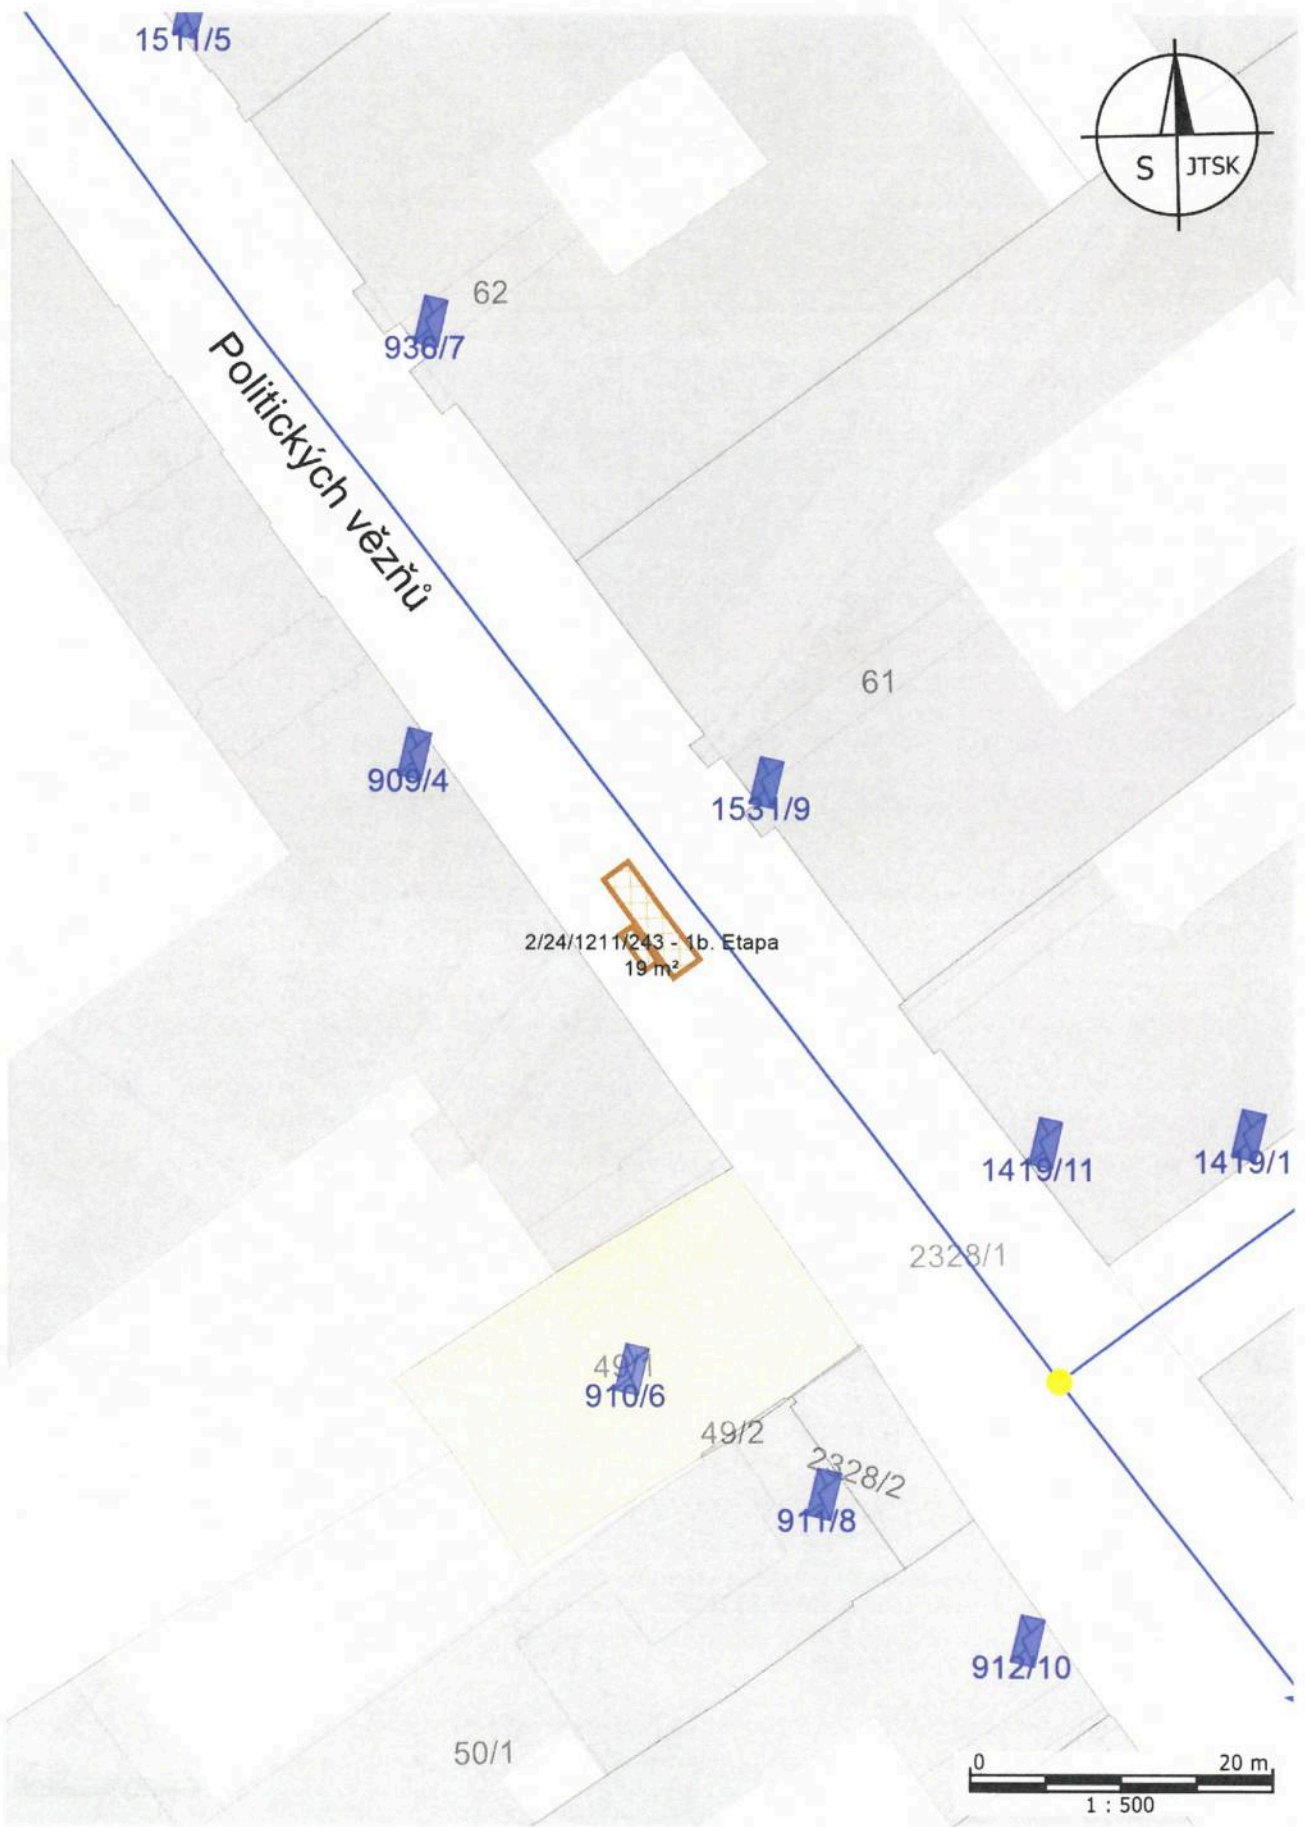 1511/5
S JTSK
62
936/7
Politických vězňů
61
909/4
1531/9
2/24/1211/243 - 1b. Etapa
19 m²
1419/11
1419/1
2328/1
49/1
910/6
49/2
2328/2
911/8
912/10
50/1
0 20 m
1 : 500